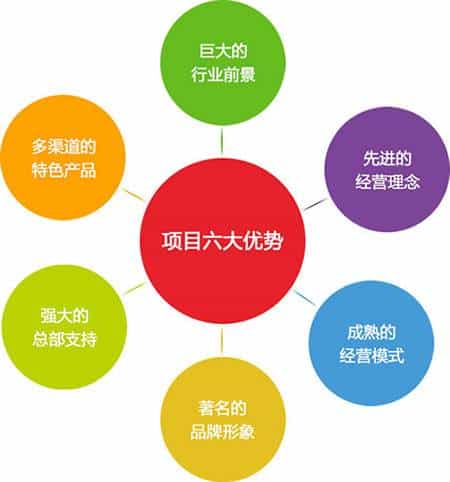 巨大的
行业前景
多渠道的
特色产品
先进的
经营理念
项目六大优势
强大的
总部支持
成熟的
经营模式
著名的
品牌形象